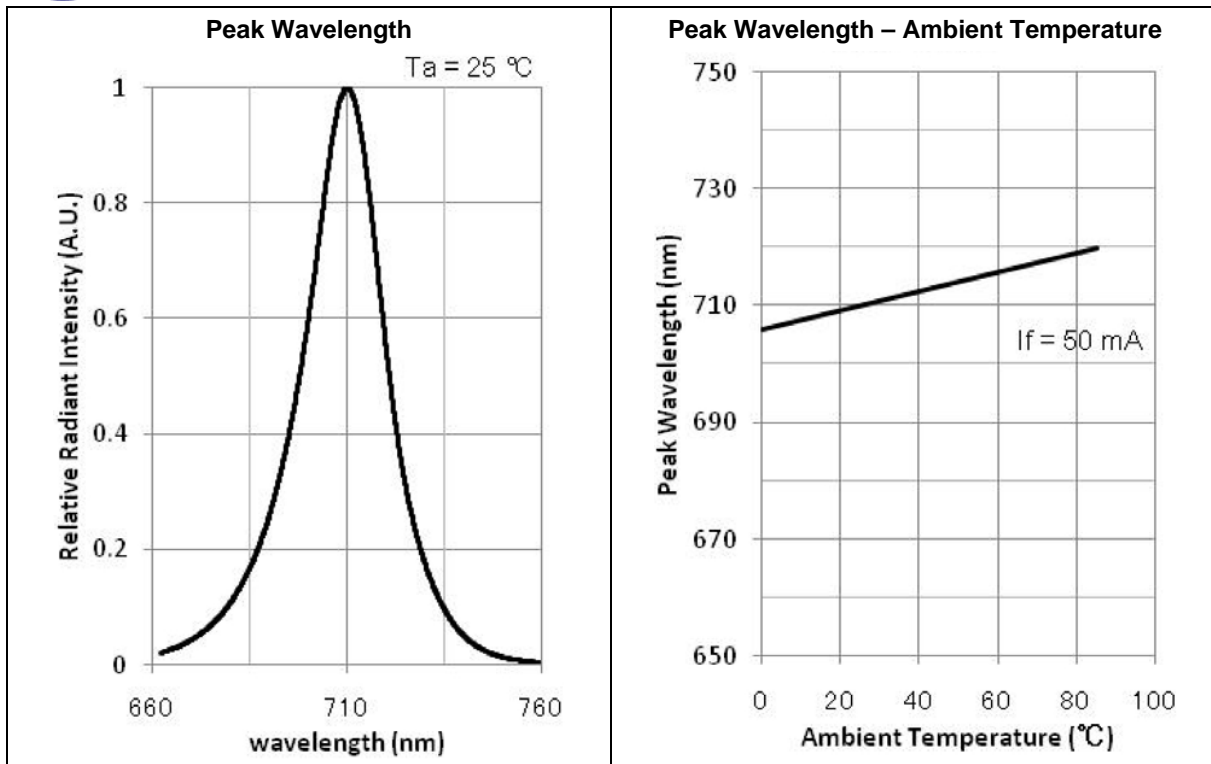 Peak Wavelength
Ta = 25 ℃
1
0.8
0.6
0.4
0.2
0
660
710
760
Relative Radiant Intensity (A.U.)
wavelength (nm)
Peak Wavelength – Ambient Temperature
750
730
710
690
670
650
0
20
40
60
80
100
If = 50 mA
Peak Wavelength (nm)
Ambient Temperature (℃)